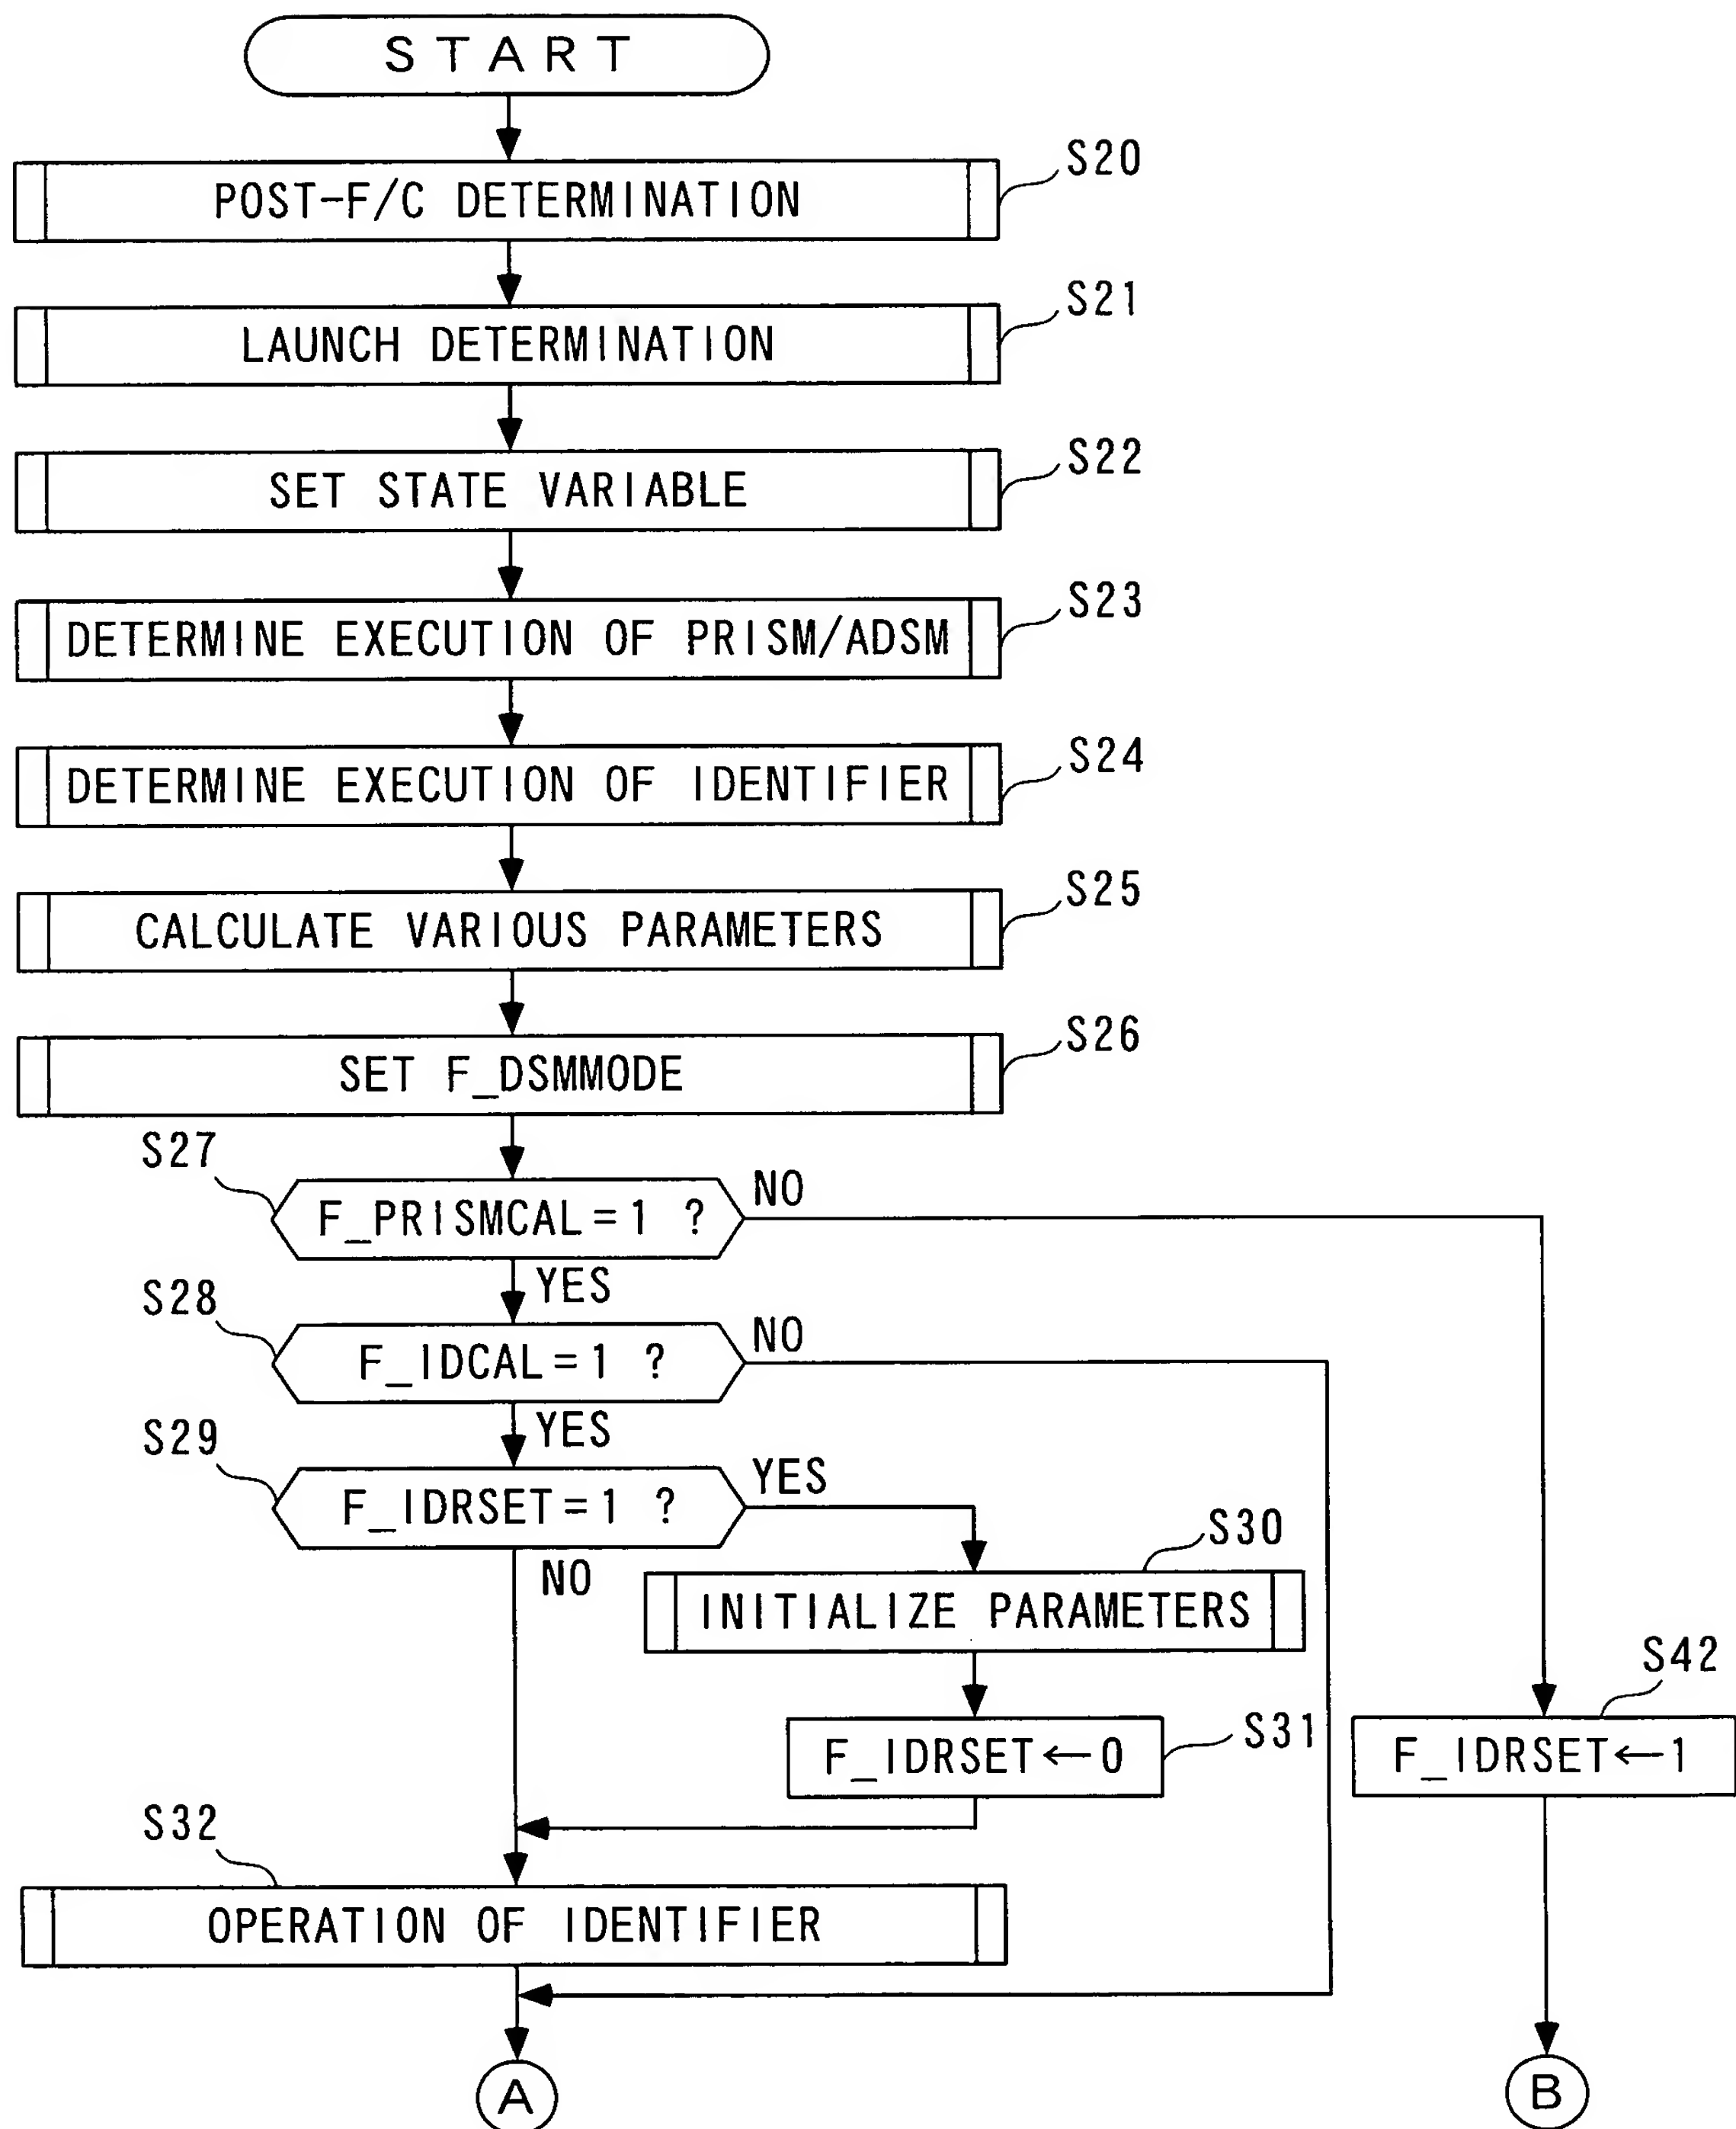 START
S20
POST-F/C DETERMINATION
S21
LAUNCH DETERMINATION
S22
SET STATE VARIABLE
S23
DETERMINE EXECUTION OF PRISM/ADSM
S24
DETERMINE EXECUTION OF IDENTIFIER
S25
CALCULATE VARIOUS PARAMETERS
S26
SET F_DSMMODE
S27
F_PRISMCAL=1 ?
NO
YES
S28
F_IDCAL=1 ?
NO
YES
S29
F_IDRSET=1 ?
YES
NO
S30
INITIALIZE PARAMETERS
S31
F_IDRSET←0
S42
F_IDRSET←1
S32
OPERATION OF IDENTIFIER
A
B